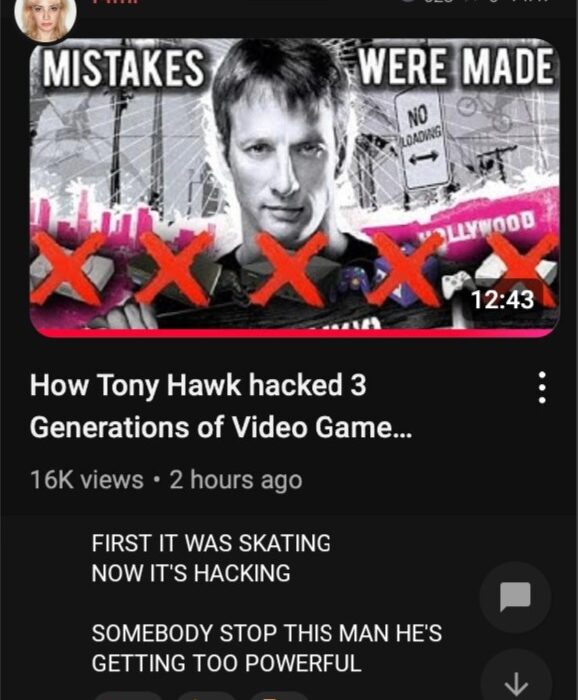 MISTAKES WERE MADE
NO
LOADING
HOLLYWOOD
12:43
How Tony Hawk hacked 3
Generations of Video Game...
16K views • 2 hours ago
FIRST IT WAS SKATING
NOW IT'S HACKING
SOMEBODY STOP THIS MAN HE'S
GETTING TOO POWERFUL